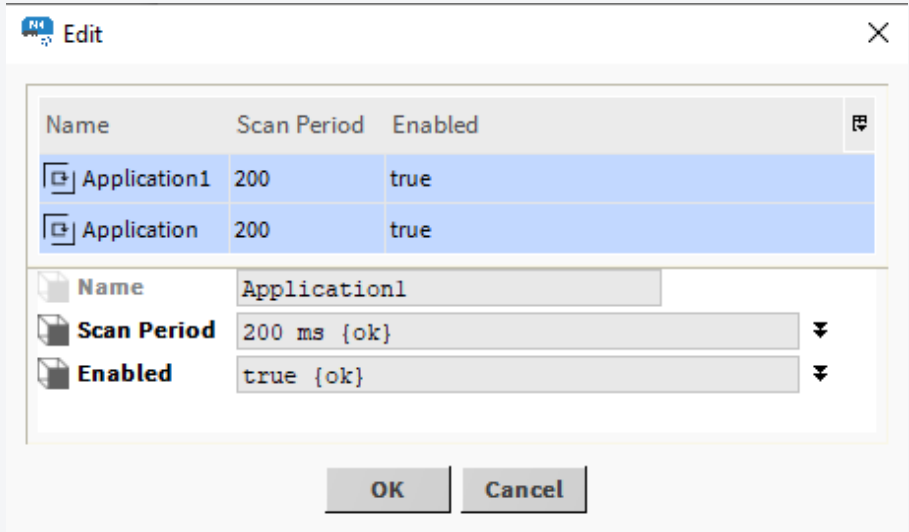 N4 Edit
Name Scan Period Enabled
Application1 200 true
Application 200 true
Name Application1
Scan Period 200 ms {ok}
Enabled true {ok}
OK Cancel